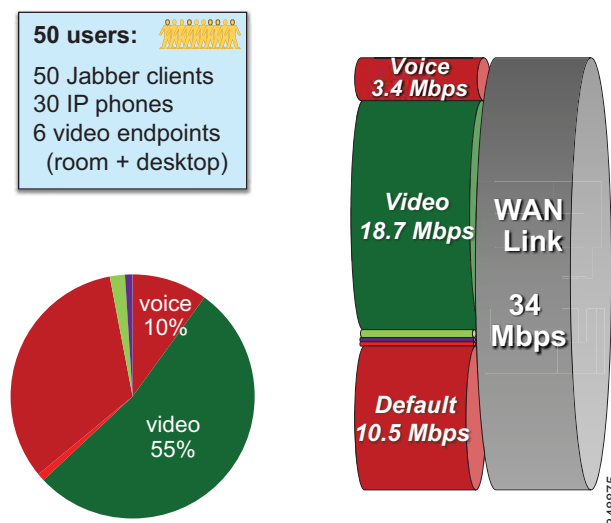 50 users:
50 Jabber clients
30 IP phones
6 video endpoints
(room + desktop)
voice
10%
video
55%
Voice
3.4 Mbps
Video
18.7 Mbps
Default
10.5 Mbps
WAN
Link
34
Mbps